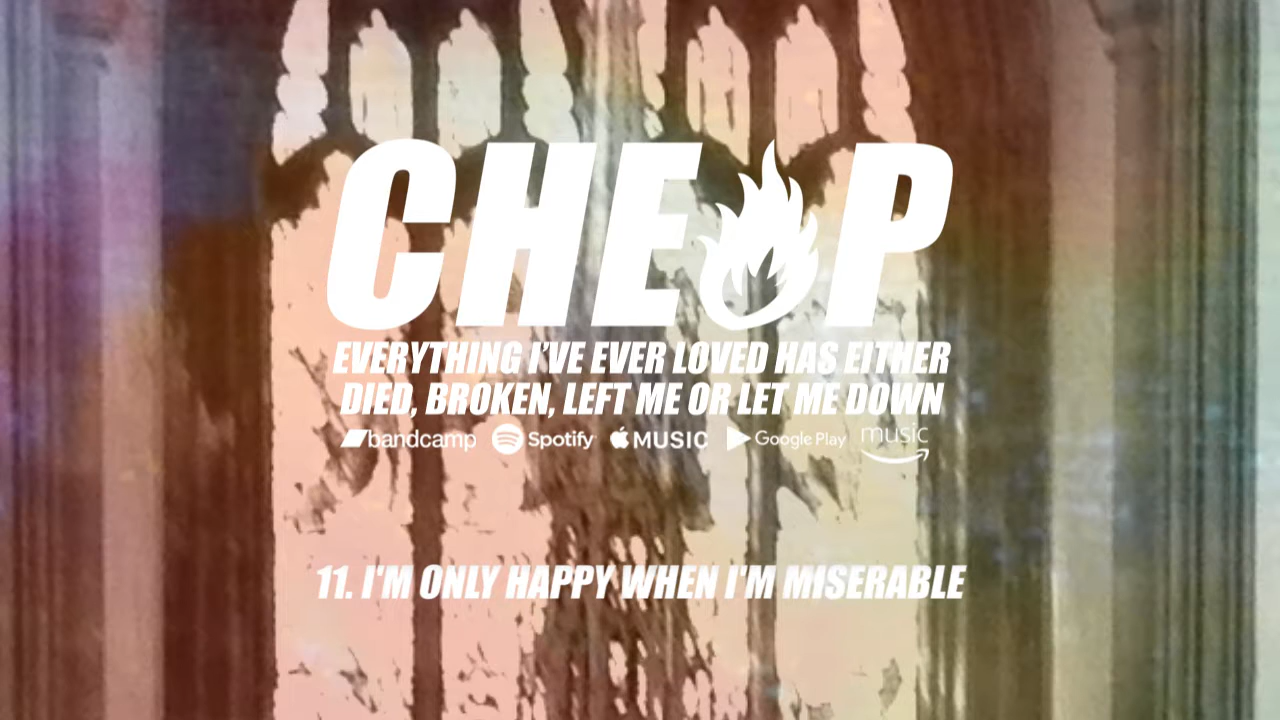 CHEAP
EVERYTHING I'VE EVER LOVED HAS EITHER
DIED, BROKEN, LEFT ME OR LET ME DOWN
bandcamp Spotify MUSIC Google Play music
11. I'M ONLY HAPPY WHEN I'M MISERABLE